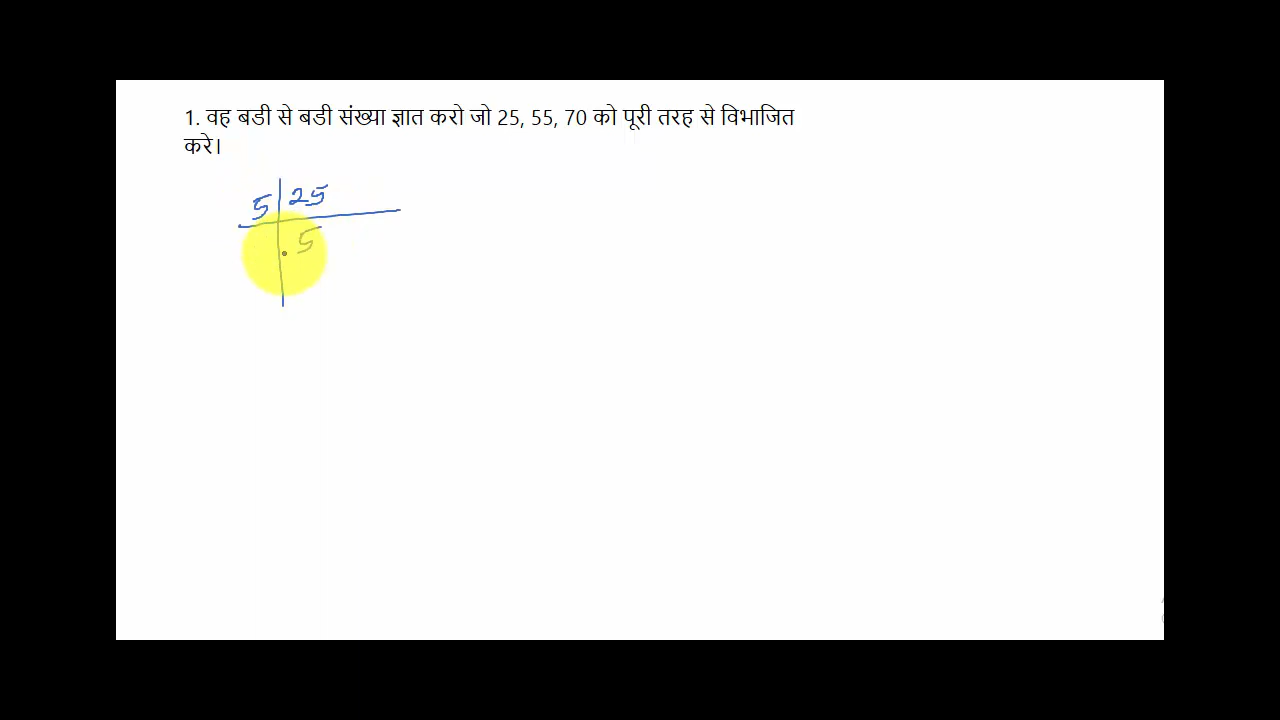 1. वह बडी से बडी संख्या ज्ञात करो जो 25, 55, 70 को पूरी तरह से विभाजित
करे।
5 25
5